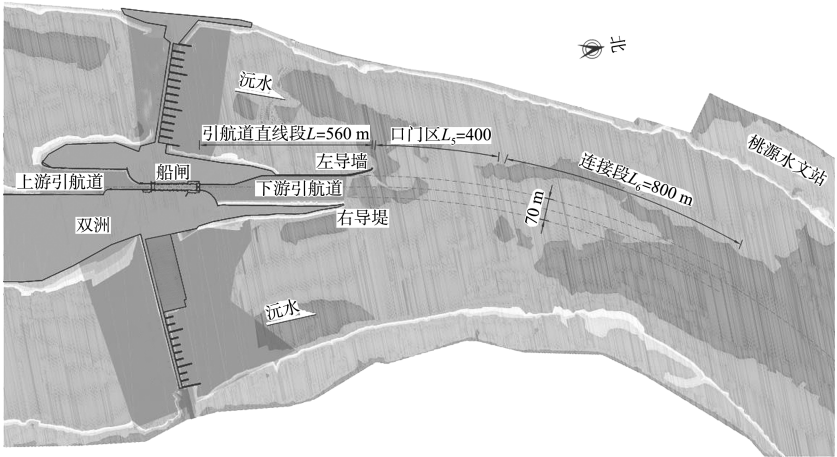 北
沅水
引航道直线段L=560 m
口门区L5=400
桃源水文站
左导墙
连接段L6=800 m
船闸
上游引航道
下游引航道
70 m
双洲
右导堤
沅水